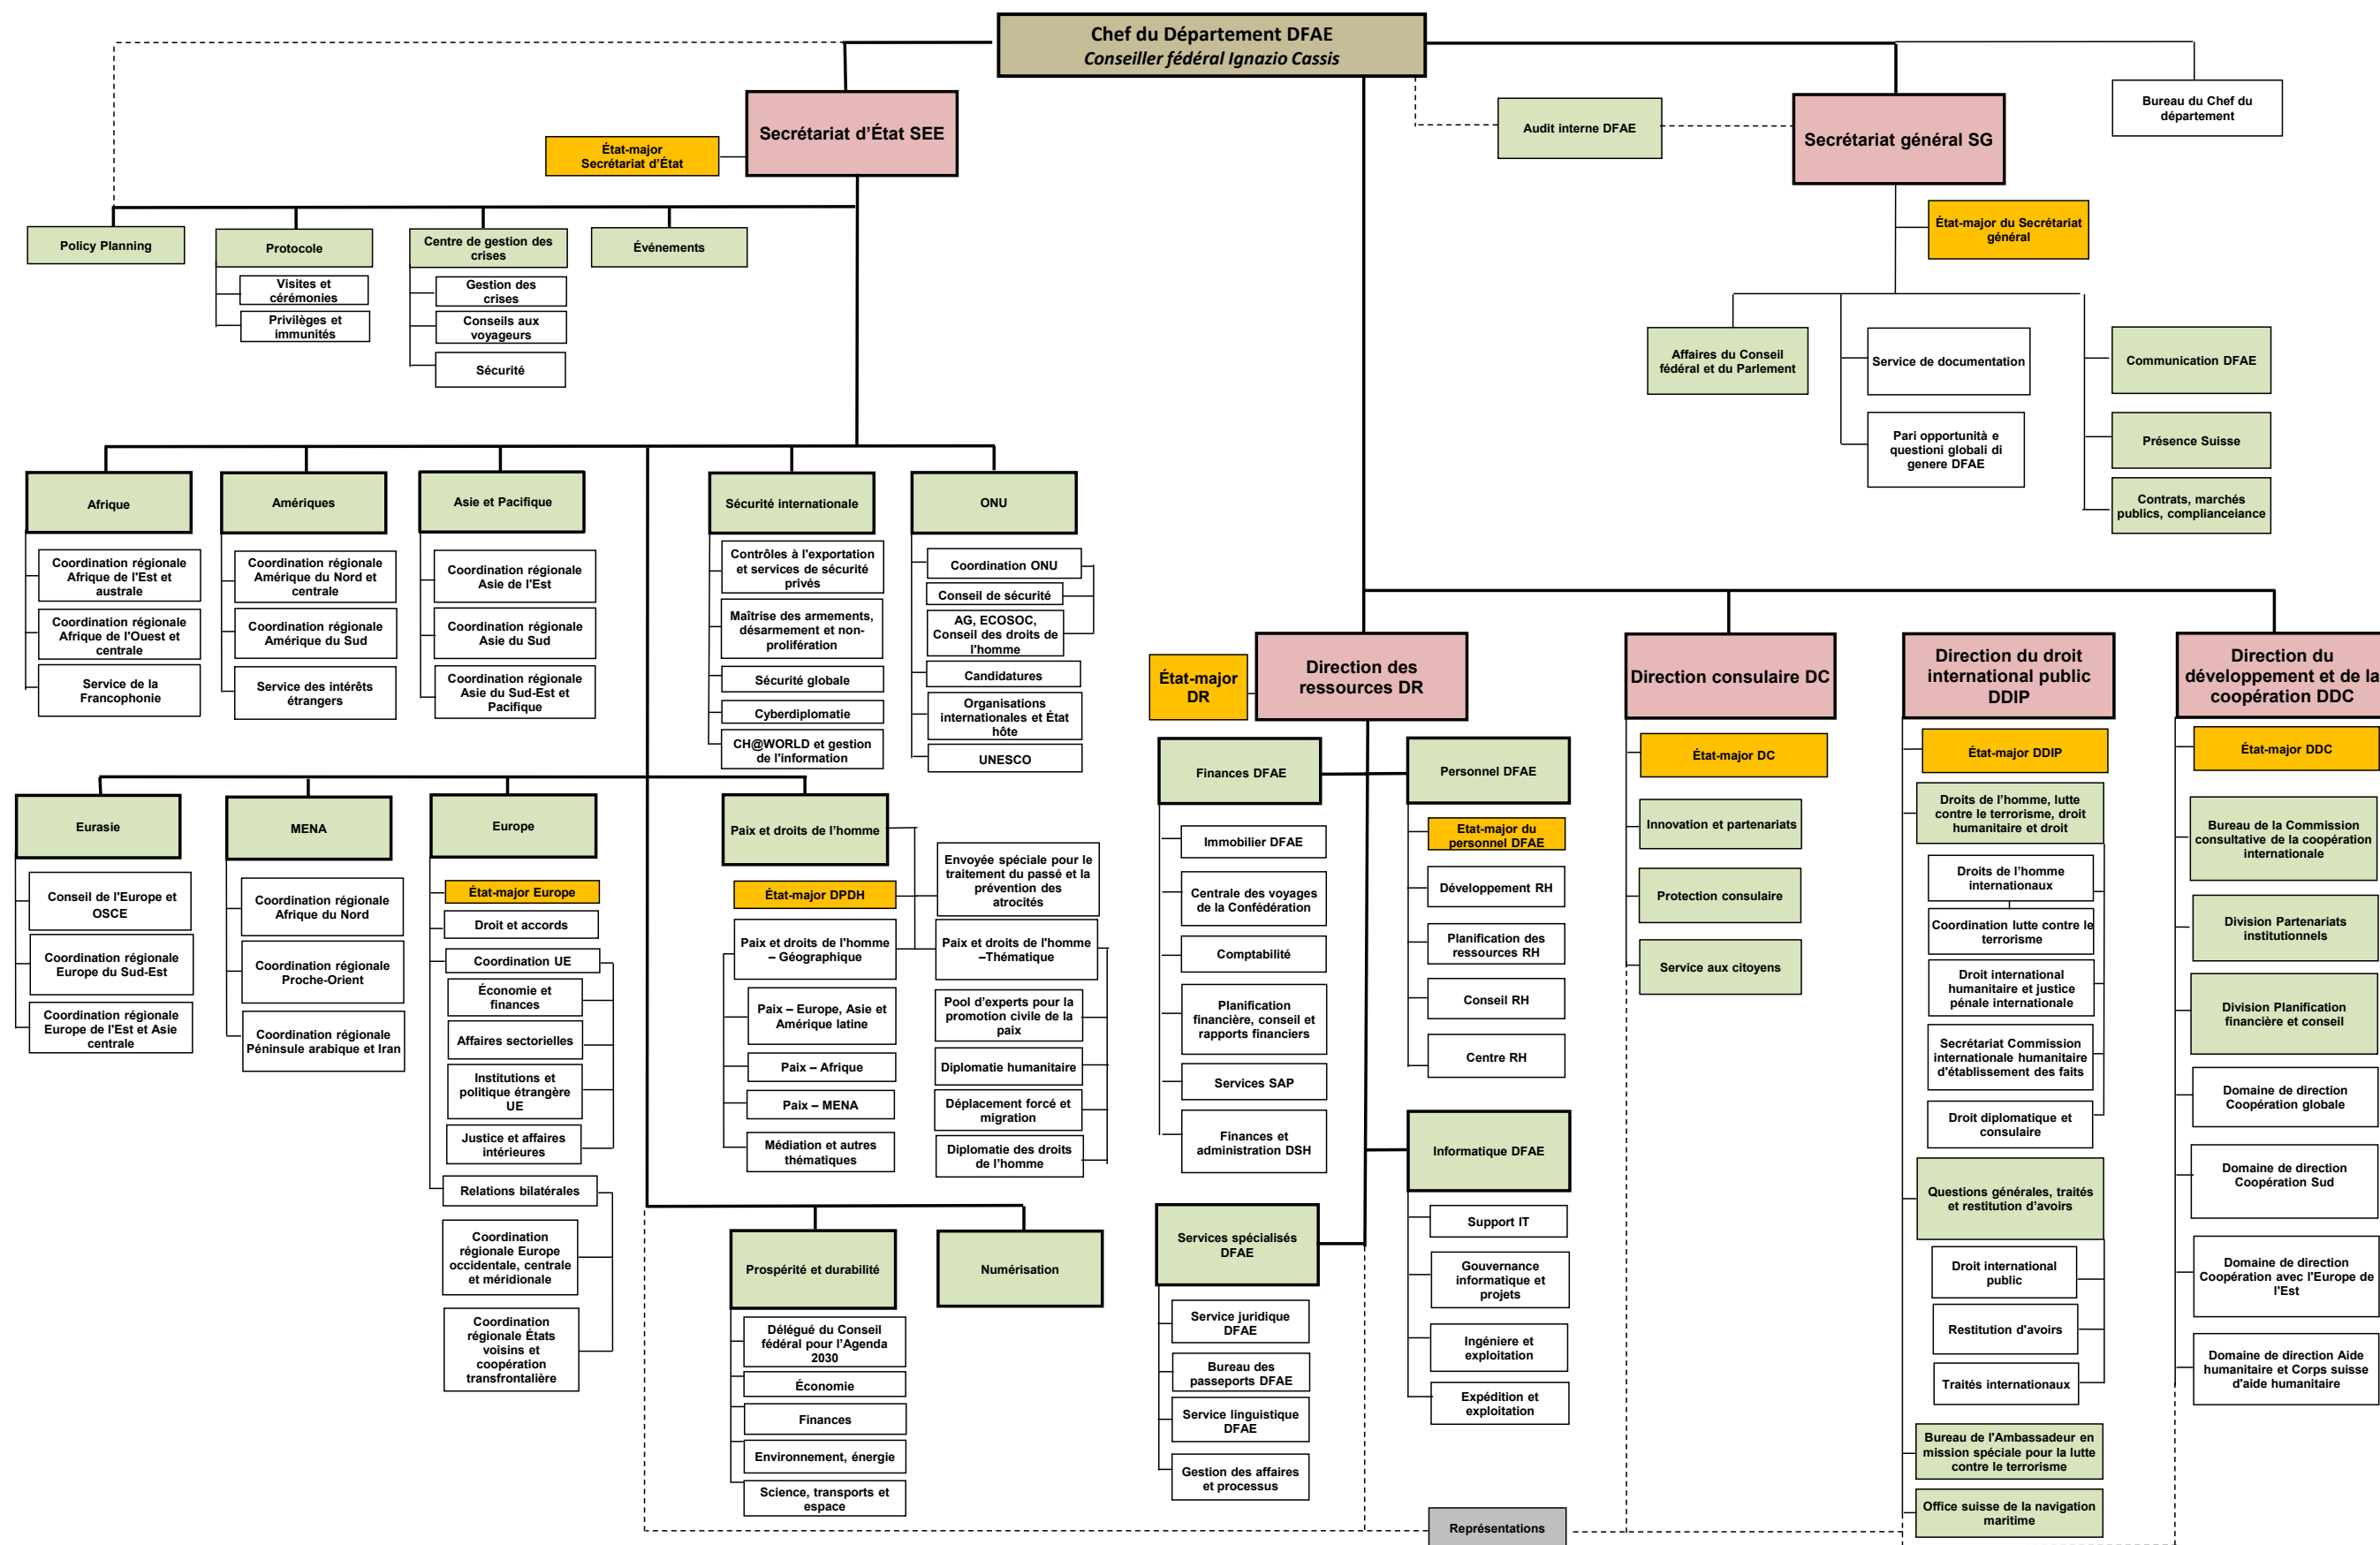 Chef du Département DFAE
Conseiller fédéral Ignazio Cassis
Secrétariat d’État SEE
État-major
Secrétariat d’État
Audit interne DFAE
Secrétariat général SG
Bureau du Chef du
département
État-major du Secrétariat
général
Policy Planning
Protocole
Visites et
cérémonies
Privilèges et
immunités
Centre de gestion des
crises
Gestion des
crises
Conseils aux
voyageurs
Sécurité
Événements
Affaires du Conseil
fédéral et du Parlement
Service de documentation
Pari opportunità e
questioni globali di
genere DFAE
Communication DFAE
Présence Suisse
Contrats, marchés
publics, complianceiance
Afrique
Coordination régionale
Afrique de l'Est et
australe
Coordination régionale
Afrique de l'Ouest et
centrale
Service de la
Francophonie
Amériques
Coordination régionale
Amérique du Nord et
centrale
Coordination régionale
Amérique du Sud
Service des intérêts
étrangers
Asie et Pacifique
Coordination régionale
Asie de l'Est
Coordination régionale
Asie du Sud
Coordination régionale
Asie du Sud-Est et
Pacifique
Sécurité internationale
Contrôles à l'exportation
et services de sécurité
privés
Maîtrise des armements,
désarmement et non-
prolifération
Sécurité globale
Cyberdiplomatie
CH@WORLD et gestion
de l'information
ONU
Coordination ONU
Conseil de sécurité
AG, ECOSOC,
Conseil des droits de
l'homme
Candidatures
Organisations
internationales et État
hôte
UNESCO
Eurasie
Conseil de l'Europe et
OSCE
Coordination régionale
Europe du Sud-Est
Coordination régionale
Europe de l'Est et Asie
centrale
MENA
Coordination régionale
Afrique du Nord
Coordination régionale
Proche-Orient
Coordination régionale
Péninsule arabique et Iran
Europe
État-major Europe
Droit et accords
Coordination UE
Économie et
finances
Affaires sectorielles
Institutions et
politique étrangère
UE
Justice et affaires
intérieures
Relations bilatérales
Coordination
régionale Europe
occidentale, centrale
et méridionale
Coordination
régionale États
voisins et
coopération
transfrontalière
Paix et droits de l’homme
État-major DPDH
Envoyée spéciale pour le
traitement du passé et la
prévention des
atrocités
Paix et droits de l'homme
– Géographique
Paix – Europe, Asie et
Amérique latine
Paix – Afrique
Paix – MENA
Médiation et autres
thématiques
Paix et droits de l'homme
–Thématique
Pool d'experts pour la
promotion civile de la
paix
Diplomatie humanitaire
Déplacement forcé et
migration
Diplomatie des droits
de l'homme
Prospérité et durabilité
Délégué du Conseil
fédéral pour l’Agenda
2030
Économie
Finances
Environnement, énergie
Science, transports et
espace
Numérisation
État-major
DR
Direction des
ressources DR
Finances DFAE
Immobilier DFAE
Centrale des voyages
de la Confédération
Comptabilité
Planification
financière, conseil et
rapports financiers
Services SAP
Finances et
administration DSH
Personnel DFAE
Etat-major du
personnel DFAE
Développement RH
Planification des
ressources RH
Conseil RH
Centre RH
Informatique DFAE
Support IT
Gouvernance
informatique et
projets
Ingéniere et
exploitation
Expédition et
exploitation
Services spécialisés
DFAE
Service juridique
DFAE
Bureau des
passeports DFAE
Service linguistique
DFAE
Gestion des affaires
et processus
Direction consulaire DC
État-major DC
Innovation et partenariats
Protection consulaire
Service aux citoyens
Direction du droit
international public
DDIP
État-major DDIP
Droits de l’homme, lutte
contre le terrorisme, droit
humanitaire et droit
Droits de l’homme
internationaux
Coordination lutte contre le
terrorisme
Droit international
humanitaire et justice
pénale internationale
Secrétariat Commission
internationale humanitaire
d'établissement des faits
Droit diplomatique et
consulaire
Questions générales, traités
et restitution d’avoirs
Droit international
public
Restitution d'avoirs
Traités internationaux
Bureau de l'Ambassadeur en
mission spéciale pour la lutte
contre le terrorisme
Office suisse de la navigation
maritime
Direction du
développement et de la
coopération DDC
État-major DDC
Bureau de la Commission
consultative de la coopération
internationale
Division Partenariats
institutionnels
Division Planification
financière et conseil
Domaine de direction
Coopération globale
Domaine de direction
Coopération Sud
Domaine de direction
Coopération avec l'Europe de
l'Est
Domaine de direction Aide
humanitaire et Corps suisse
d'aide humanitaire
Représentations